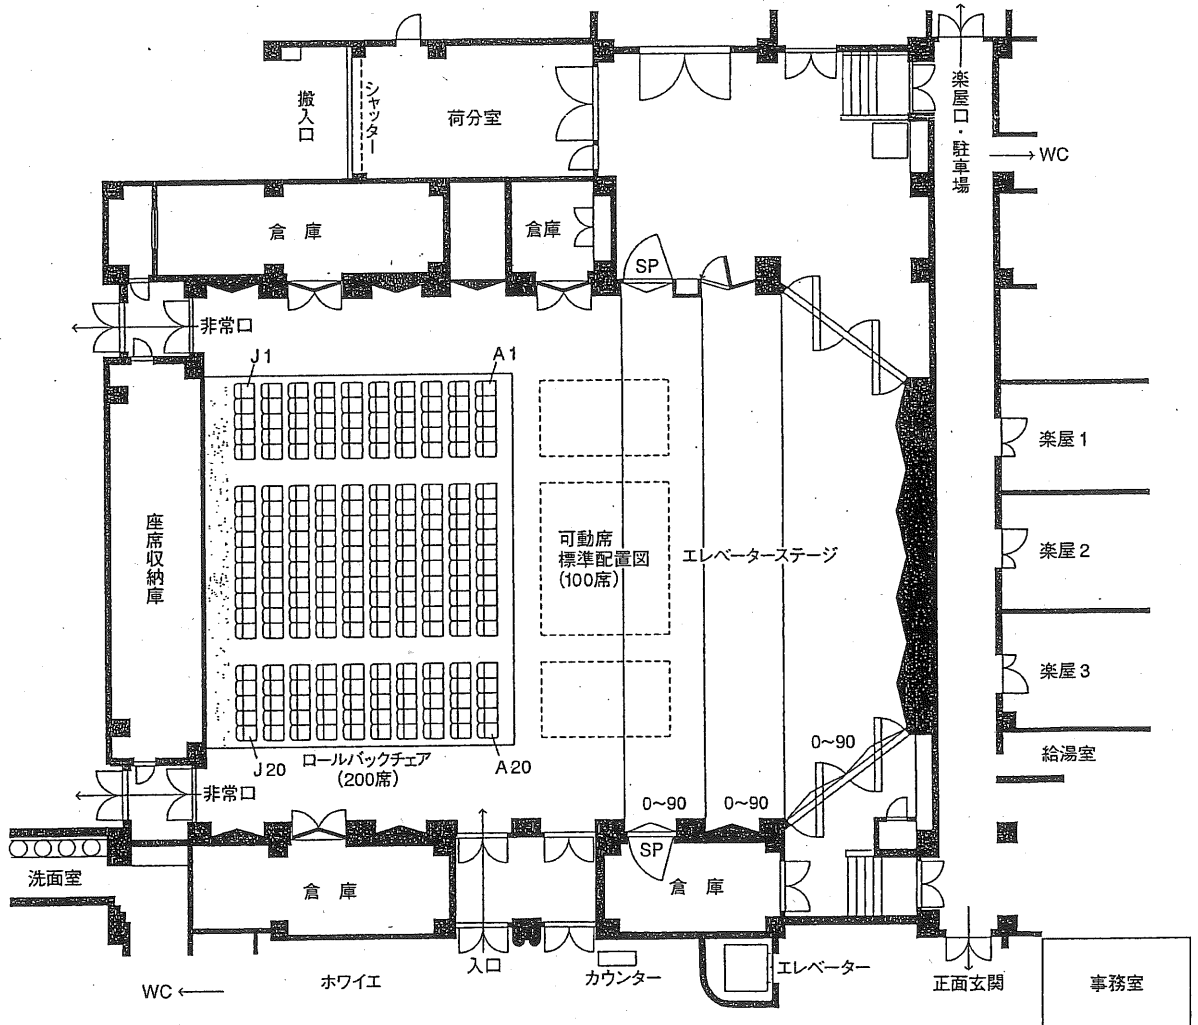 搬入口
シャッター
荷分室
楽屋口・駐車場
WC
倉 庫
倉庫
SP
非常口
J1
A1
楽屋1
座席収納庫
可動席
標準配置図
(100席)
エレベーターステージ
楽屋2
楽屋3
J20
ロールバックチェア
(200席)
A20
0〜90
給湯室
非常口
0〜90
0〜90
SP
洗面室
倉 庫
倉 庫
WC
ホワイエ
入口
カウンター
エレベーター
正面玄関
事務室